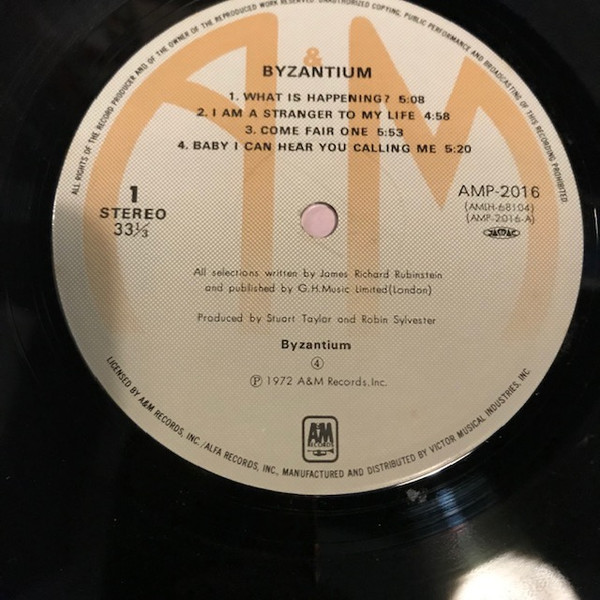 ALL RIGHTS OF THE RECORD PRODUCER AND OF THE OWNER OF THE REPRODUCED WORK RESERVED. UNAUTHORIZED COPYING, PUBLIC PERFORMANCE AND BROADCASTING OF THIS RECORDING PROHIBITED
A&M
BYZANTIUM
1. WHAT IS HAPPENING? 5:08
2. I AM A STRANGER TO MY LIFE 4:58
3. COME FAIR ONE 5:53
4. BABY I CAN HEAR YOU CALLING ME 5:20
1
STEREO
33⅓
AMP-2016
(AMLH-68104)
(AMP-2016-A)
JASRAC
All selections written by James Richard Rubinstein
and published by G.H.Music Limited(London)
Produced by Stuart Taylor and Robin Sylvester
Byzantium
④
Ⓟ 1972 A&M Records, Inc.
A&M
RECORDS
LICENSED BY A&M RECORDS, INC./ALFA RECORDS, INC., MANUFACTURED AND DISTRIBUTED BY VICTOR MUSICAL INDUSTRIES, INC.